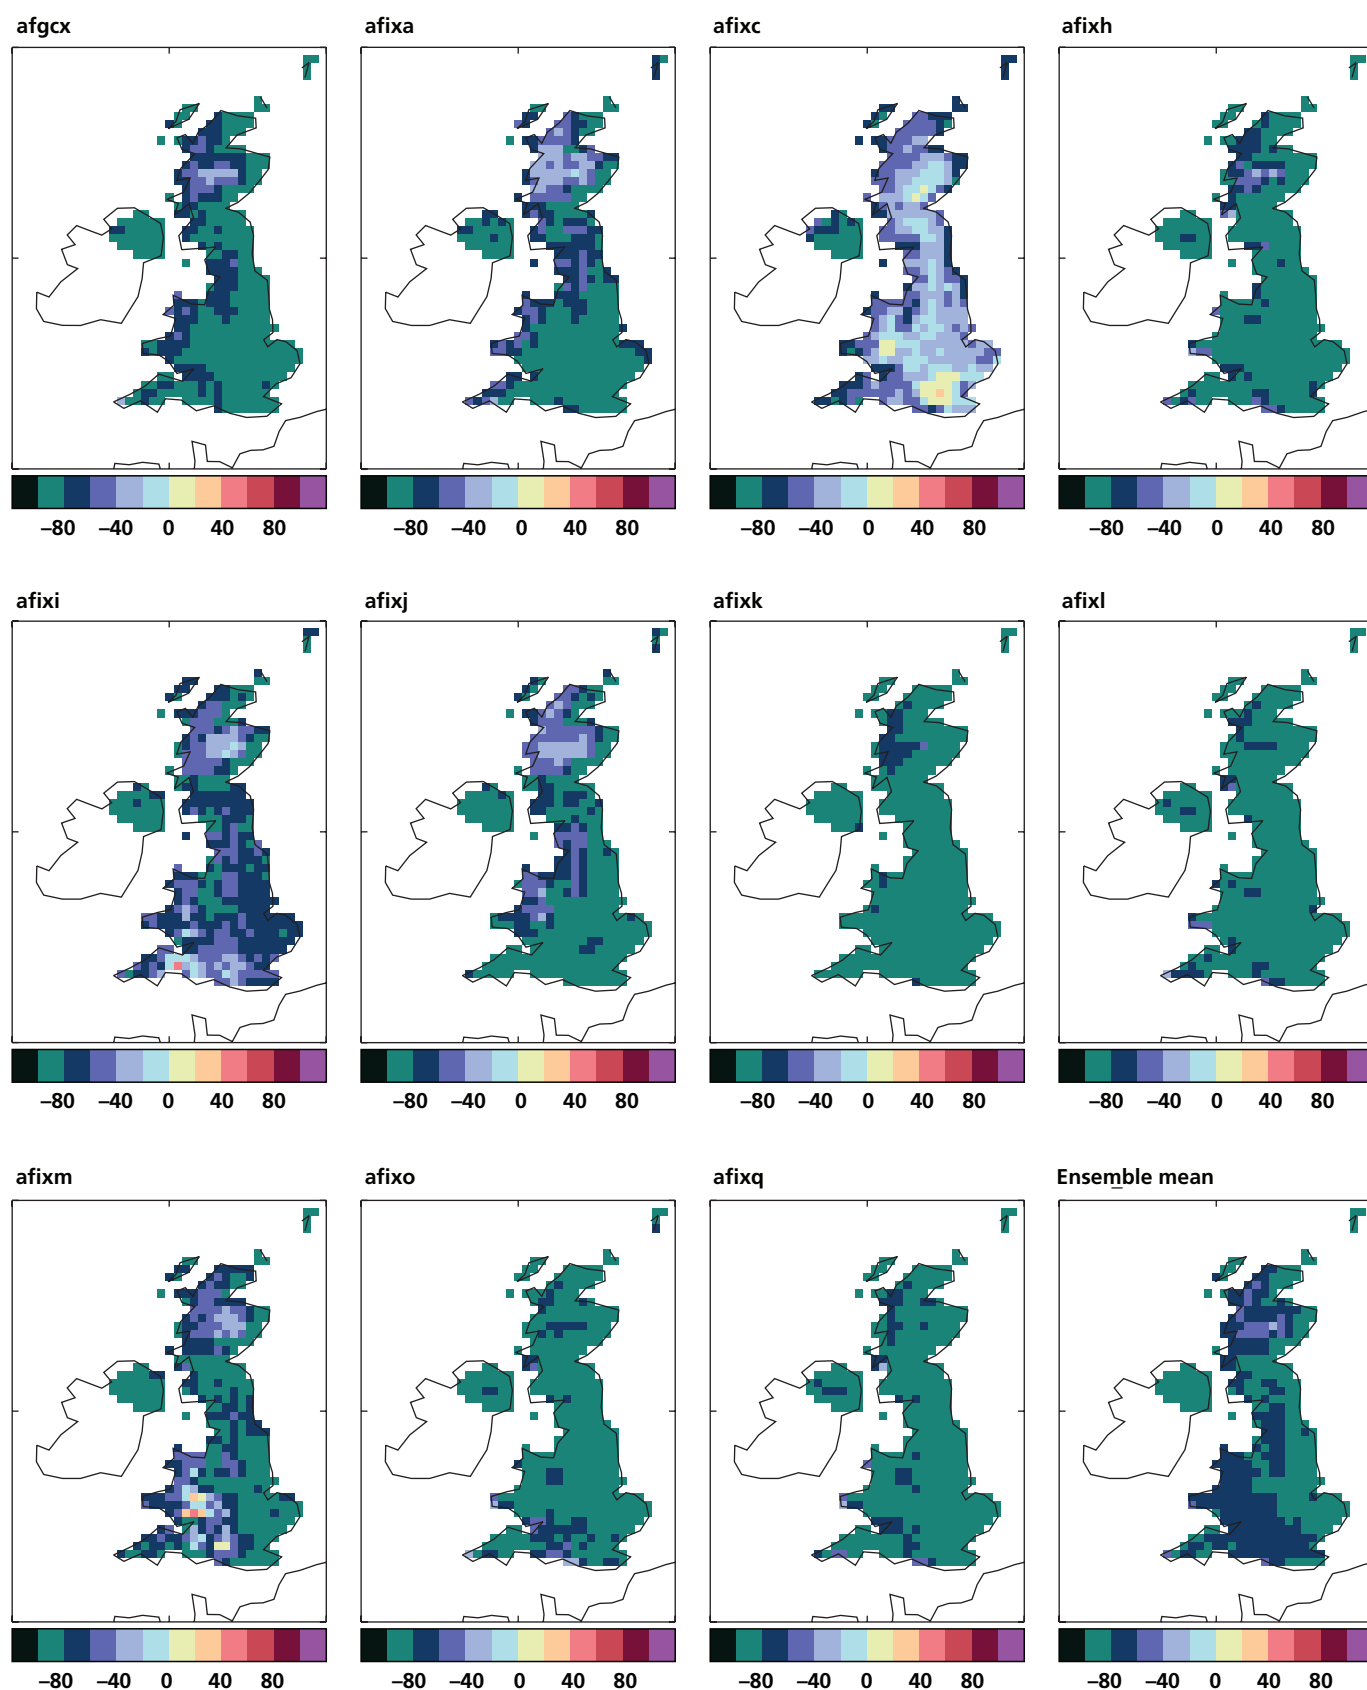 afgcx afixa afixc afixh
−80 −40 0 40 80 −80 −40 0 40 80 −80 −40 0 40 80 −80 −40 0 40 80
afixi afixj afixk afixl
−80 −40 0 40 80 −80 −40 0 40 80 −80 −40 0 40 80 −80 −40 0 40 80
afixm afixo afixq Ensemble mean
−80 −40 0 40 80 −80 −40 0 40 80 −80 −40 0 40 80 −80 −40 0 40 80